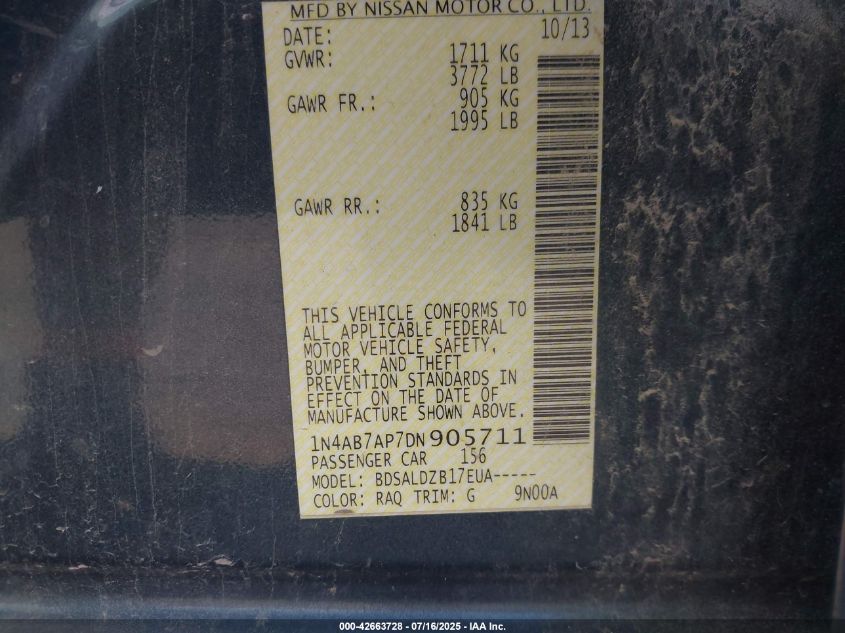 MFD BY NISSAN MOTOR CO., LTD.
DATE: 10/13
GVWR: 1711 KG
3772 LB
GAWR FR.: 905 KG
1995 LB
GAWR RR.: 835 KG
1841 LB
THIS VEHICLE CONFORMS TO
ALL APPLICABLE FEDERAL
MOTOR VEHICLE SAFETY,
BUMPER, AND THEFT
PREVENTION STANDARDS IN
EFFECT ON THE DATE OF
MANUFACTURE SHOWN ABOVE.
1N4AB7AP7DN905711
PASSENGER CAR 156
MODEL: BDSALDZB17EUA-----
COLOR: RAQ TRIM: G 9N00A
000-42663728 - 07/16/2025 - IAA Inc.